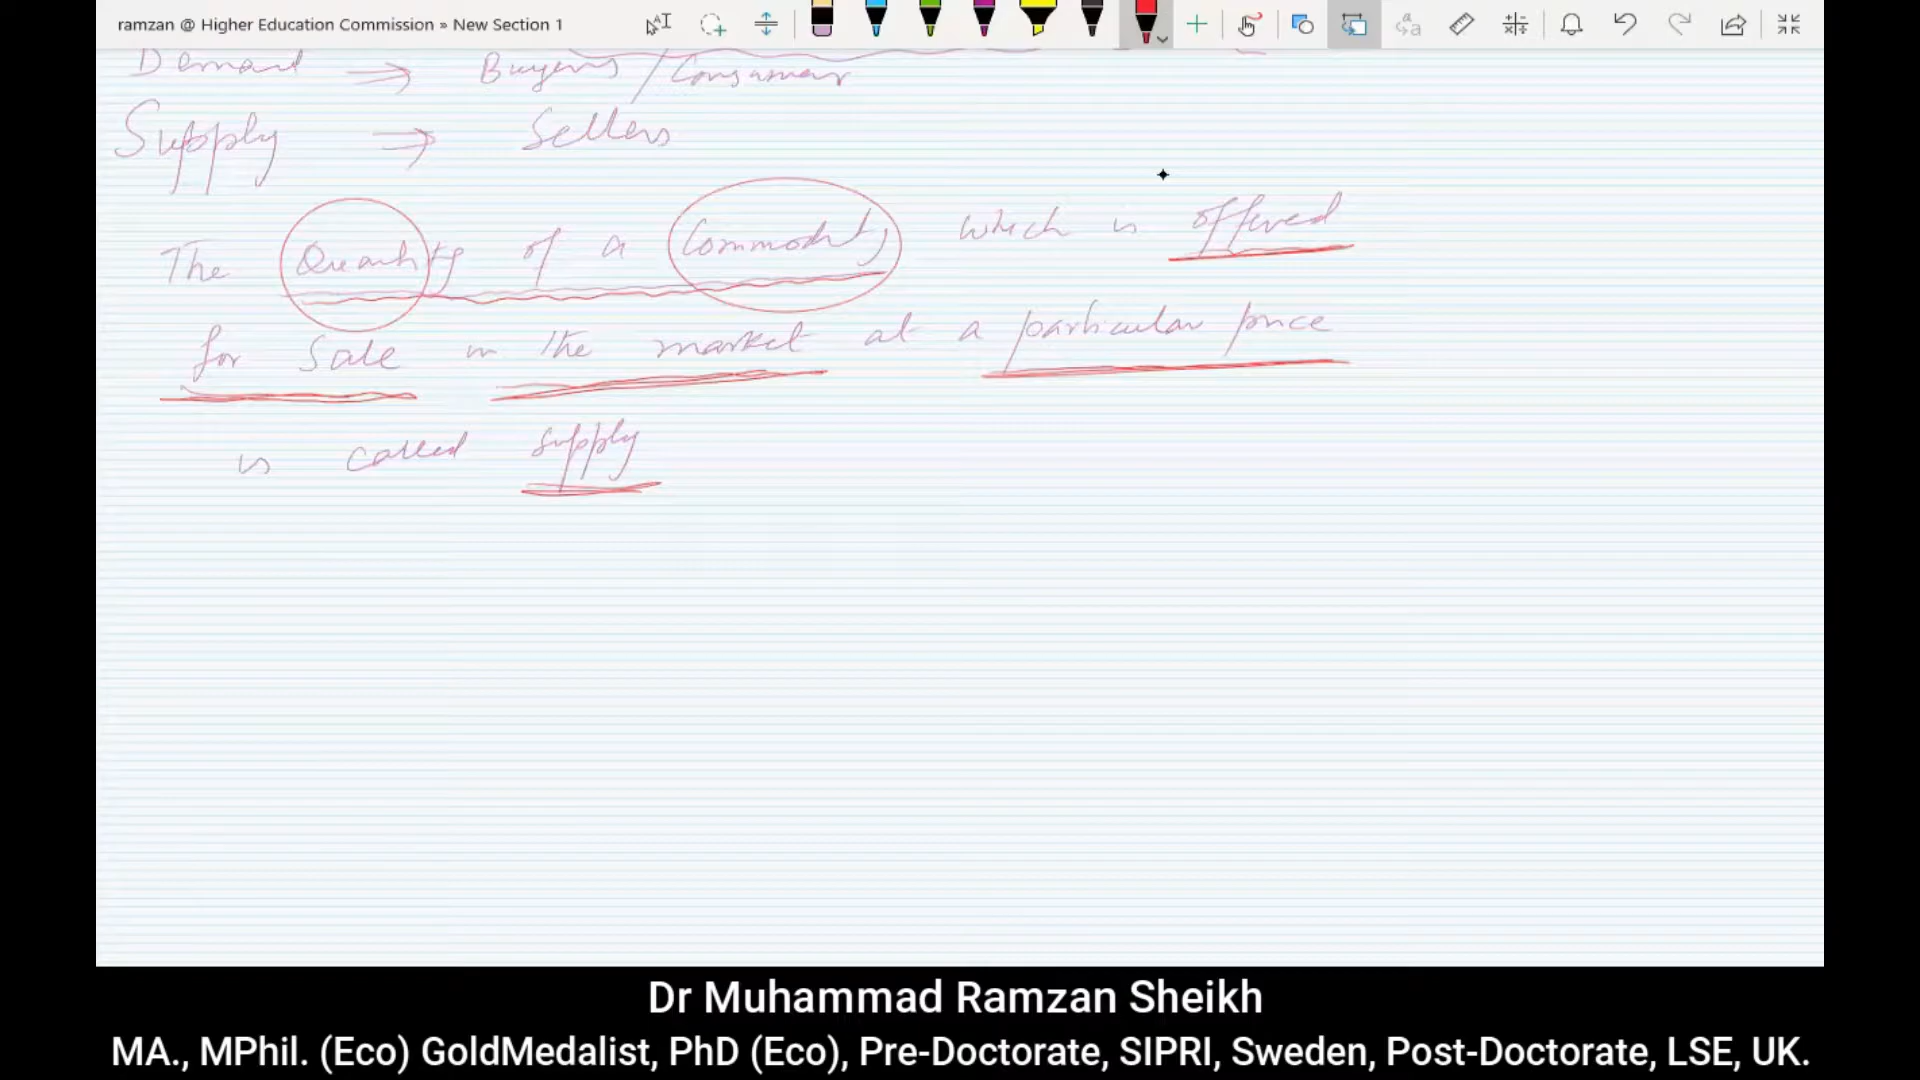 ramzan @ Higher Education Commission » New Section 1
Demand ⇒ Buyers / Consumers
Supply ⇒ Sellers
The Quantity of a Commodity which is offered
for Sale in the market at a particular price
is called supply
Dr Muhammad Ramzan Sheikh
MA., MPhil. (Eco) GoldMedalist, PhD (Eco), Pre-Doctorate, SIPRI, Sweden, Post-Doctorate, LSE, UK.